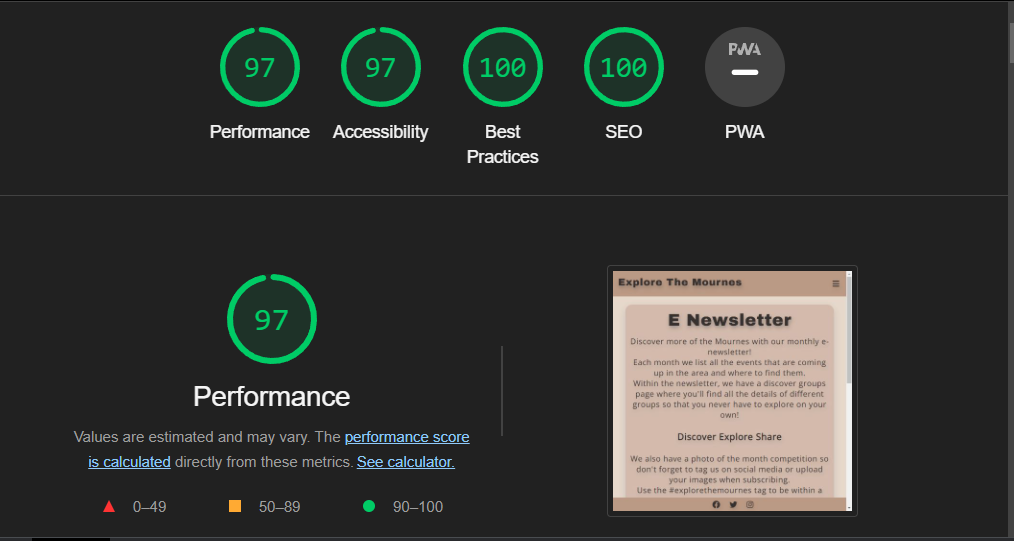 97
97
100
100
PWA
Performance
Accessibility
Best
Practices
SEO
PWA
97
Performance
Values are estimated and may vary. The performance score
is calculated directly from these metrics. See calculator.
0–49
50–89
90–100
Explore The Mournes
E Newsletter
Discover more of the Mournes with our monthly e-
newsletter!
Each month we list all the events that are coming
up in the area and where to find them.
Within the newsletter, we have a discover groups
page where you'll find all the details of different
groups so that you never have to explore on your
own!
Discover Explore Share
We also have a photo of the month competition so
don't forget to tag us on social media or upload
your images when subscribing.
Use the #explorethemournes tag to be within a